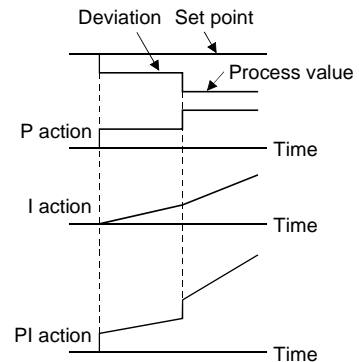 Deviation Set point
Process value
P action
Time
I action
Time
PI action
Time